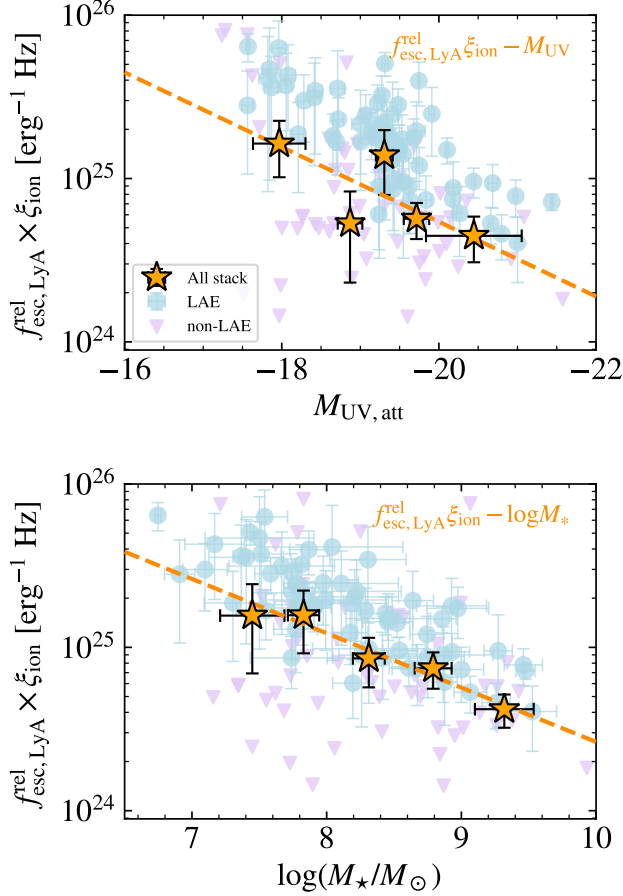 10^26
10^25
10^24
f^rel_esc, LyA × ξ_ion [erg^−1 Hz]
f^rel_esc, LyA ξ_ion − M_UV
All stack
LAE
non-LAE
−16 −18 −20 −22
M_UV, att
10^26
10^25
10^24
f^rel_esc, LyA × ξ_ion [erg^−1 Hz]
f^rel_esc, LyA ξ_ion − logM_*
7 8 9 10
log(M_⋆/M_⊙)